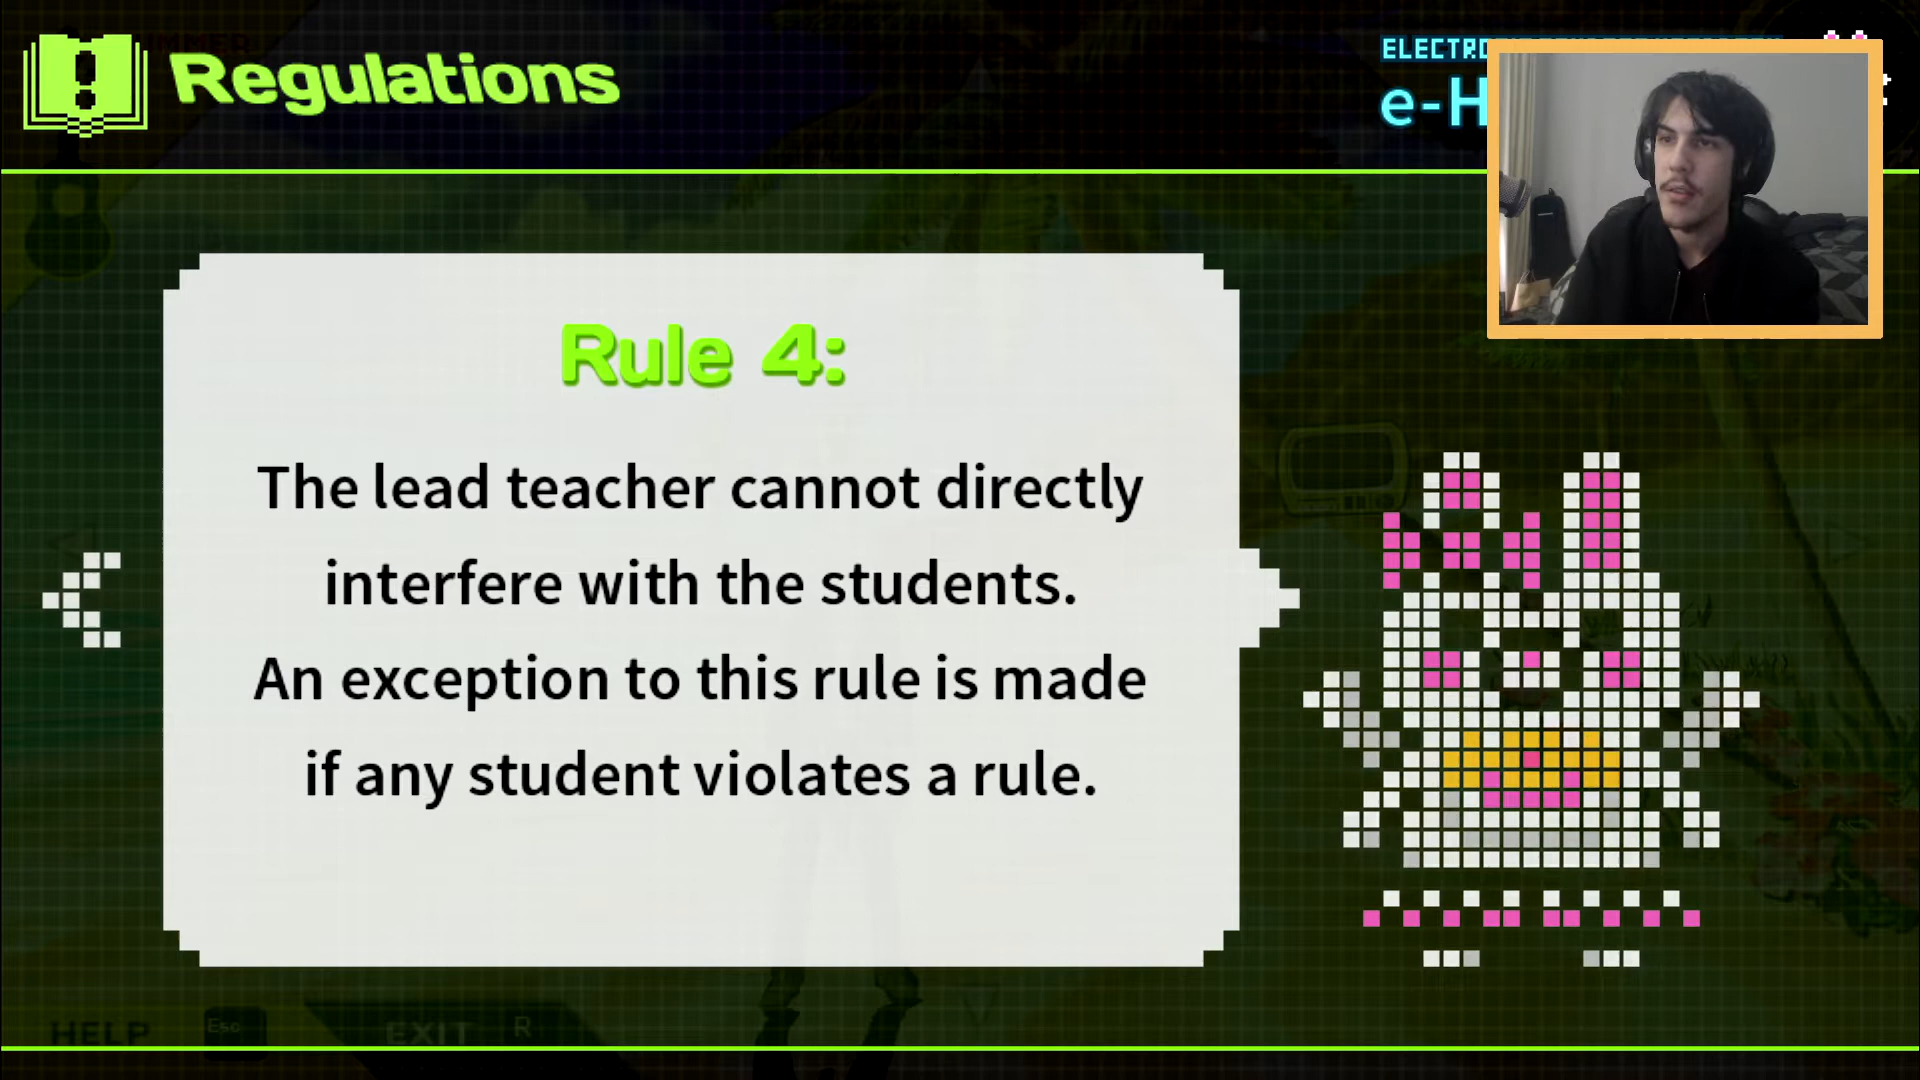 Regulations
e-H
Rule 4:
The lead teacher cannot directly
interfere with the students.
An exception to this rule is made
if any student violates a rule.
HELP Esc EXIT R